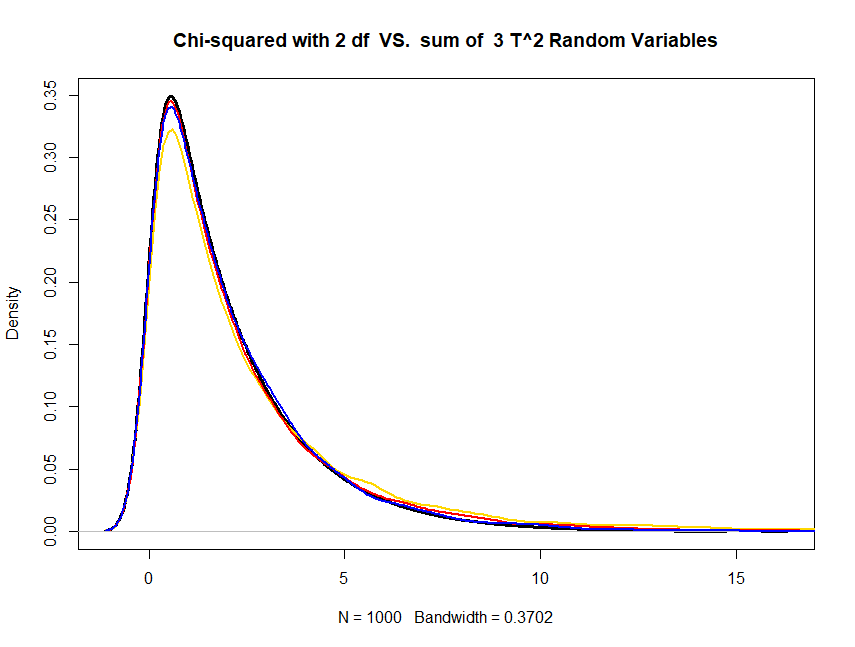 Chi-squared with 2 df  VS.  sum of  3 T^2 Random Variables
0.35
0.30
0.25
0.20
0.15
0.10
0.05
0.00
Density
0 5 10 15
N = 1000   Bandwidth = 0.3702